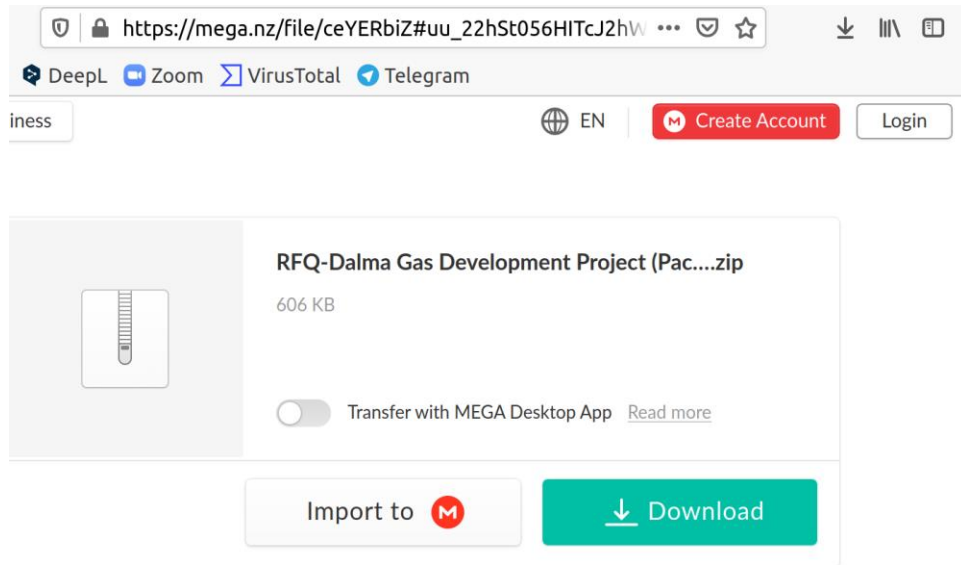 https://mega.nz/file/ceYERbiZ#uu_22hSt056HITcJ2hW
DeepL Zoom VirusTotal Telegram
iness EN Create Account Login
RFQ-Dalma Gas Development Project (Pac....zip
606 KB
Transfer with MEGA Desktop App Read more
Import to M Download